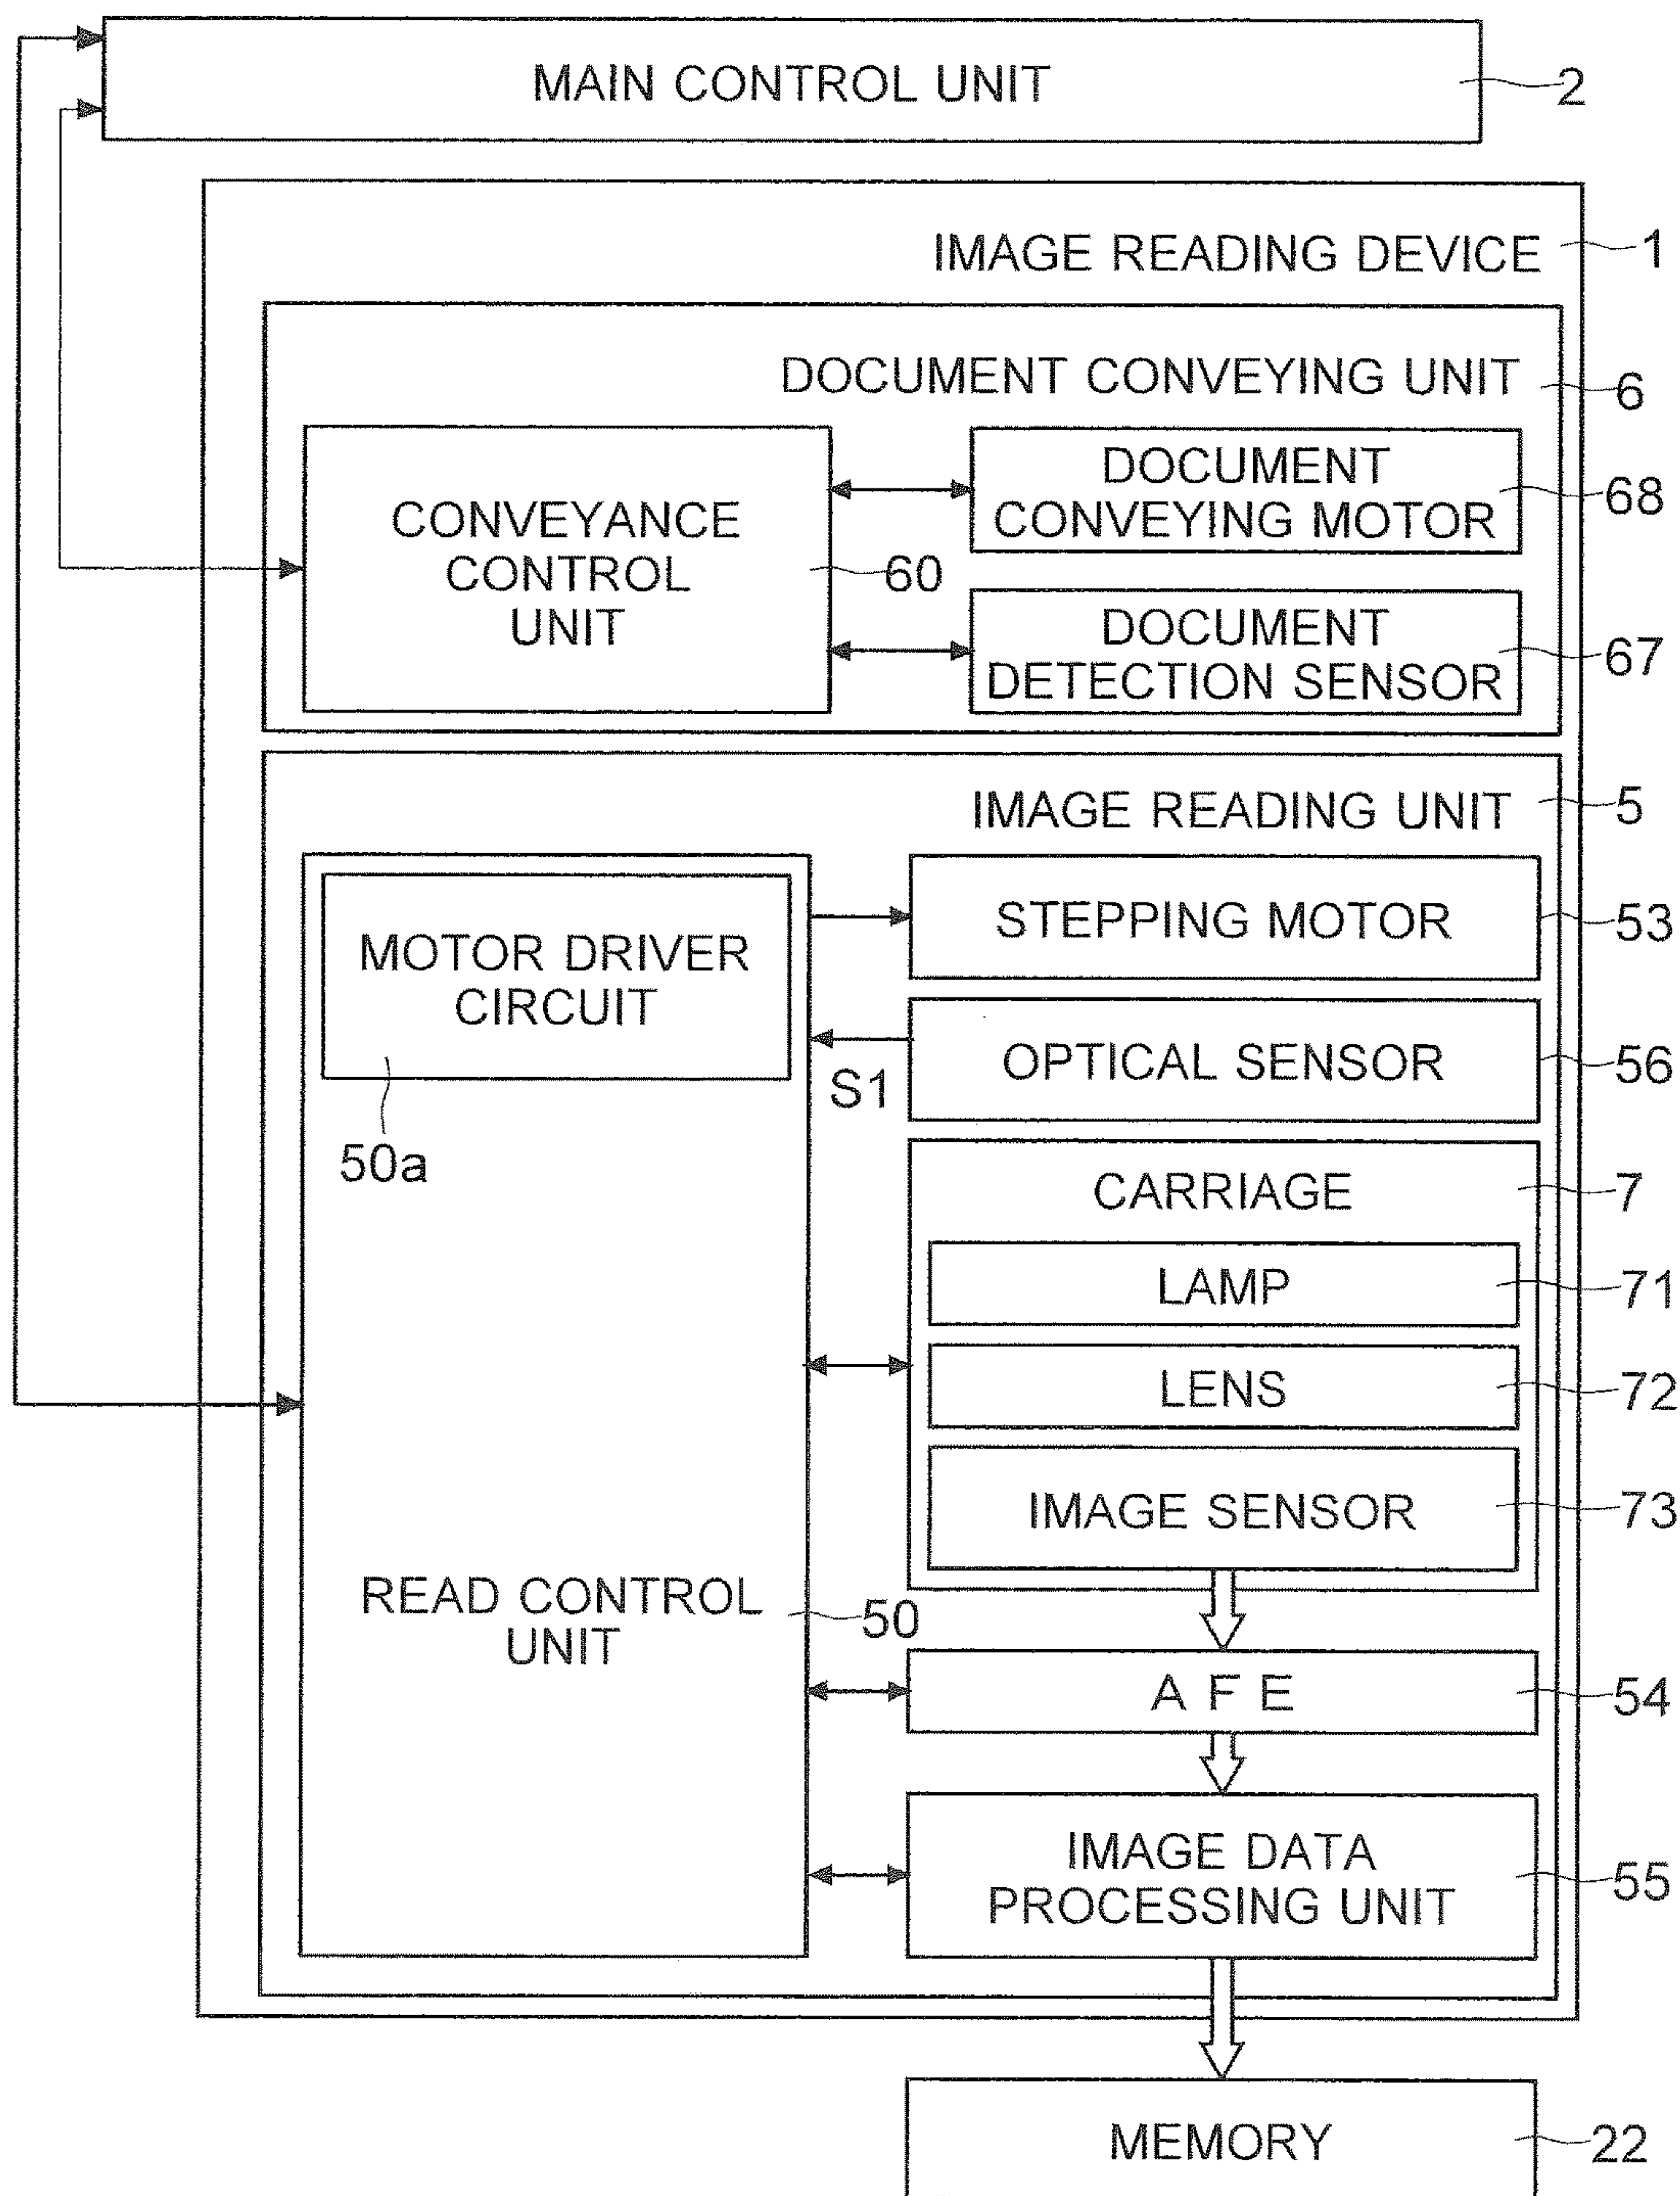 MAIN CONTROL UNIT 2
IMAGE READING DEVICE 1
DOCUMENT CONVEYING UNIT 6
CONVEYANCE
CONTROL
UNIT
60
DOCUMENT
CONVEYING MOTOR
68
DOCUMENT
DETECTION SENSOR
67
IMAGE READING UNIT 5
MOTOR DRIVER
CIRCUIT
50a
STEPPING MOTOR 53
OPTICAL SENSOR 56
S1
CARRIAGE 7
LAMP 71
LENS 72
IMAGE SENSOR 73
READ CONTROL
UNIT
50
A F E 54
IMAGE DATA
PROCESSING UNIT
55
MEMORY 22